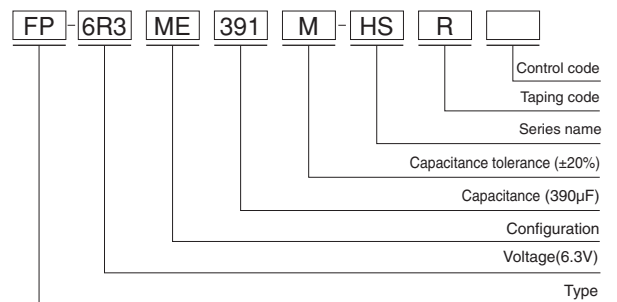 FP-6R3 ME 391 M-HS R
Control code
Taping code
Series name
Capacitance tolerance (±20%)
Capacitance (390µF)
Configuration
Voltage(6.3V)
Type